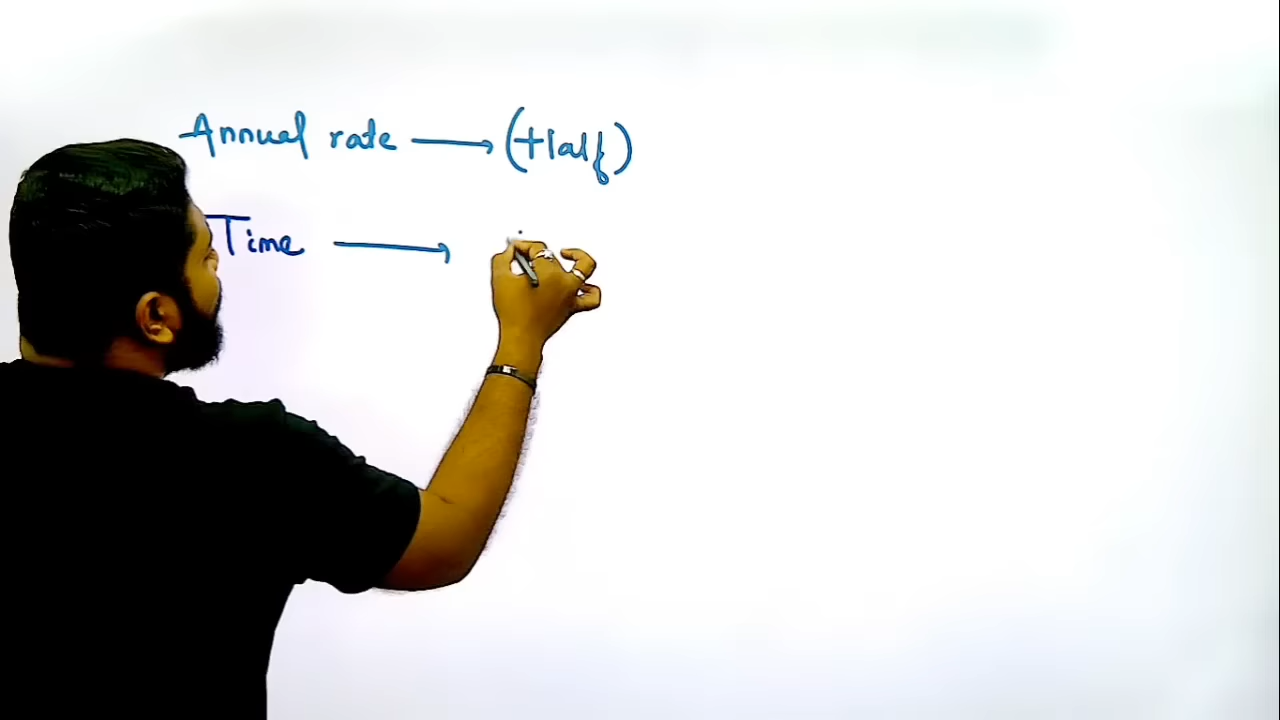 Annual rate → (Half)
Time →